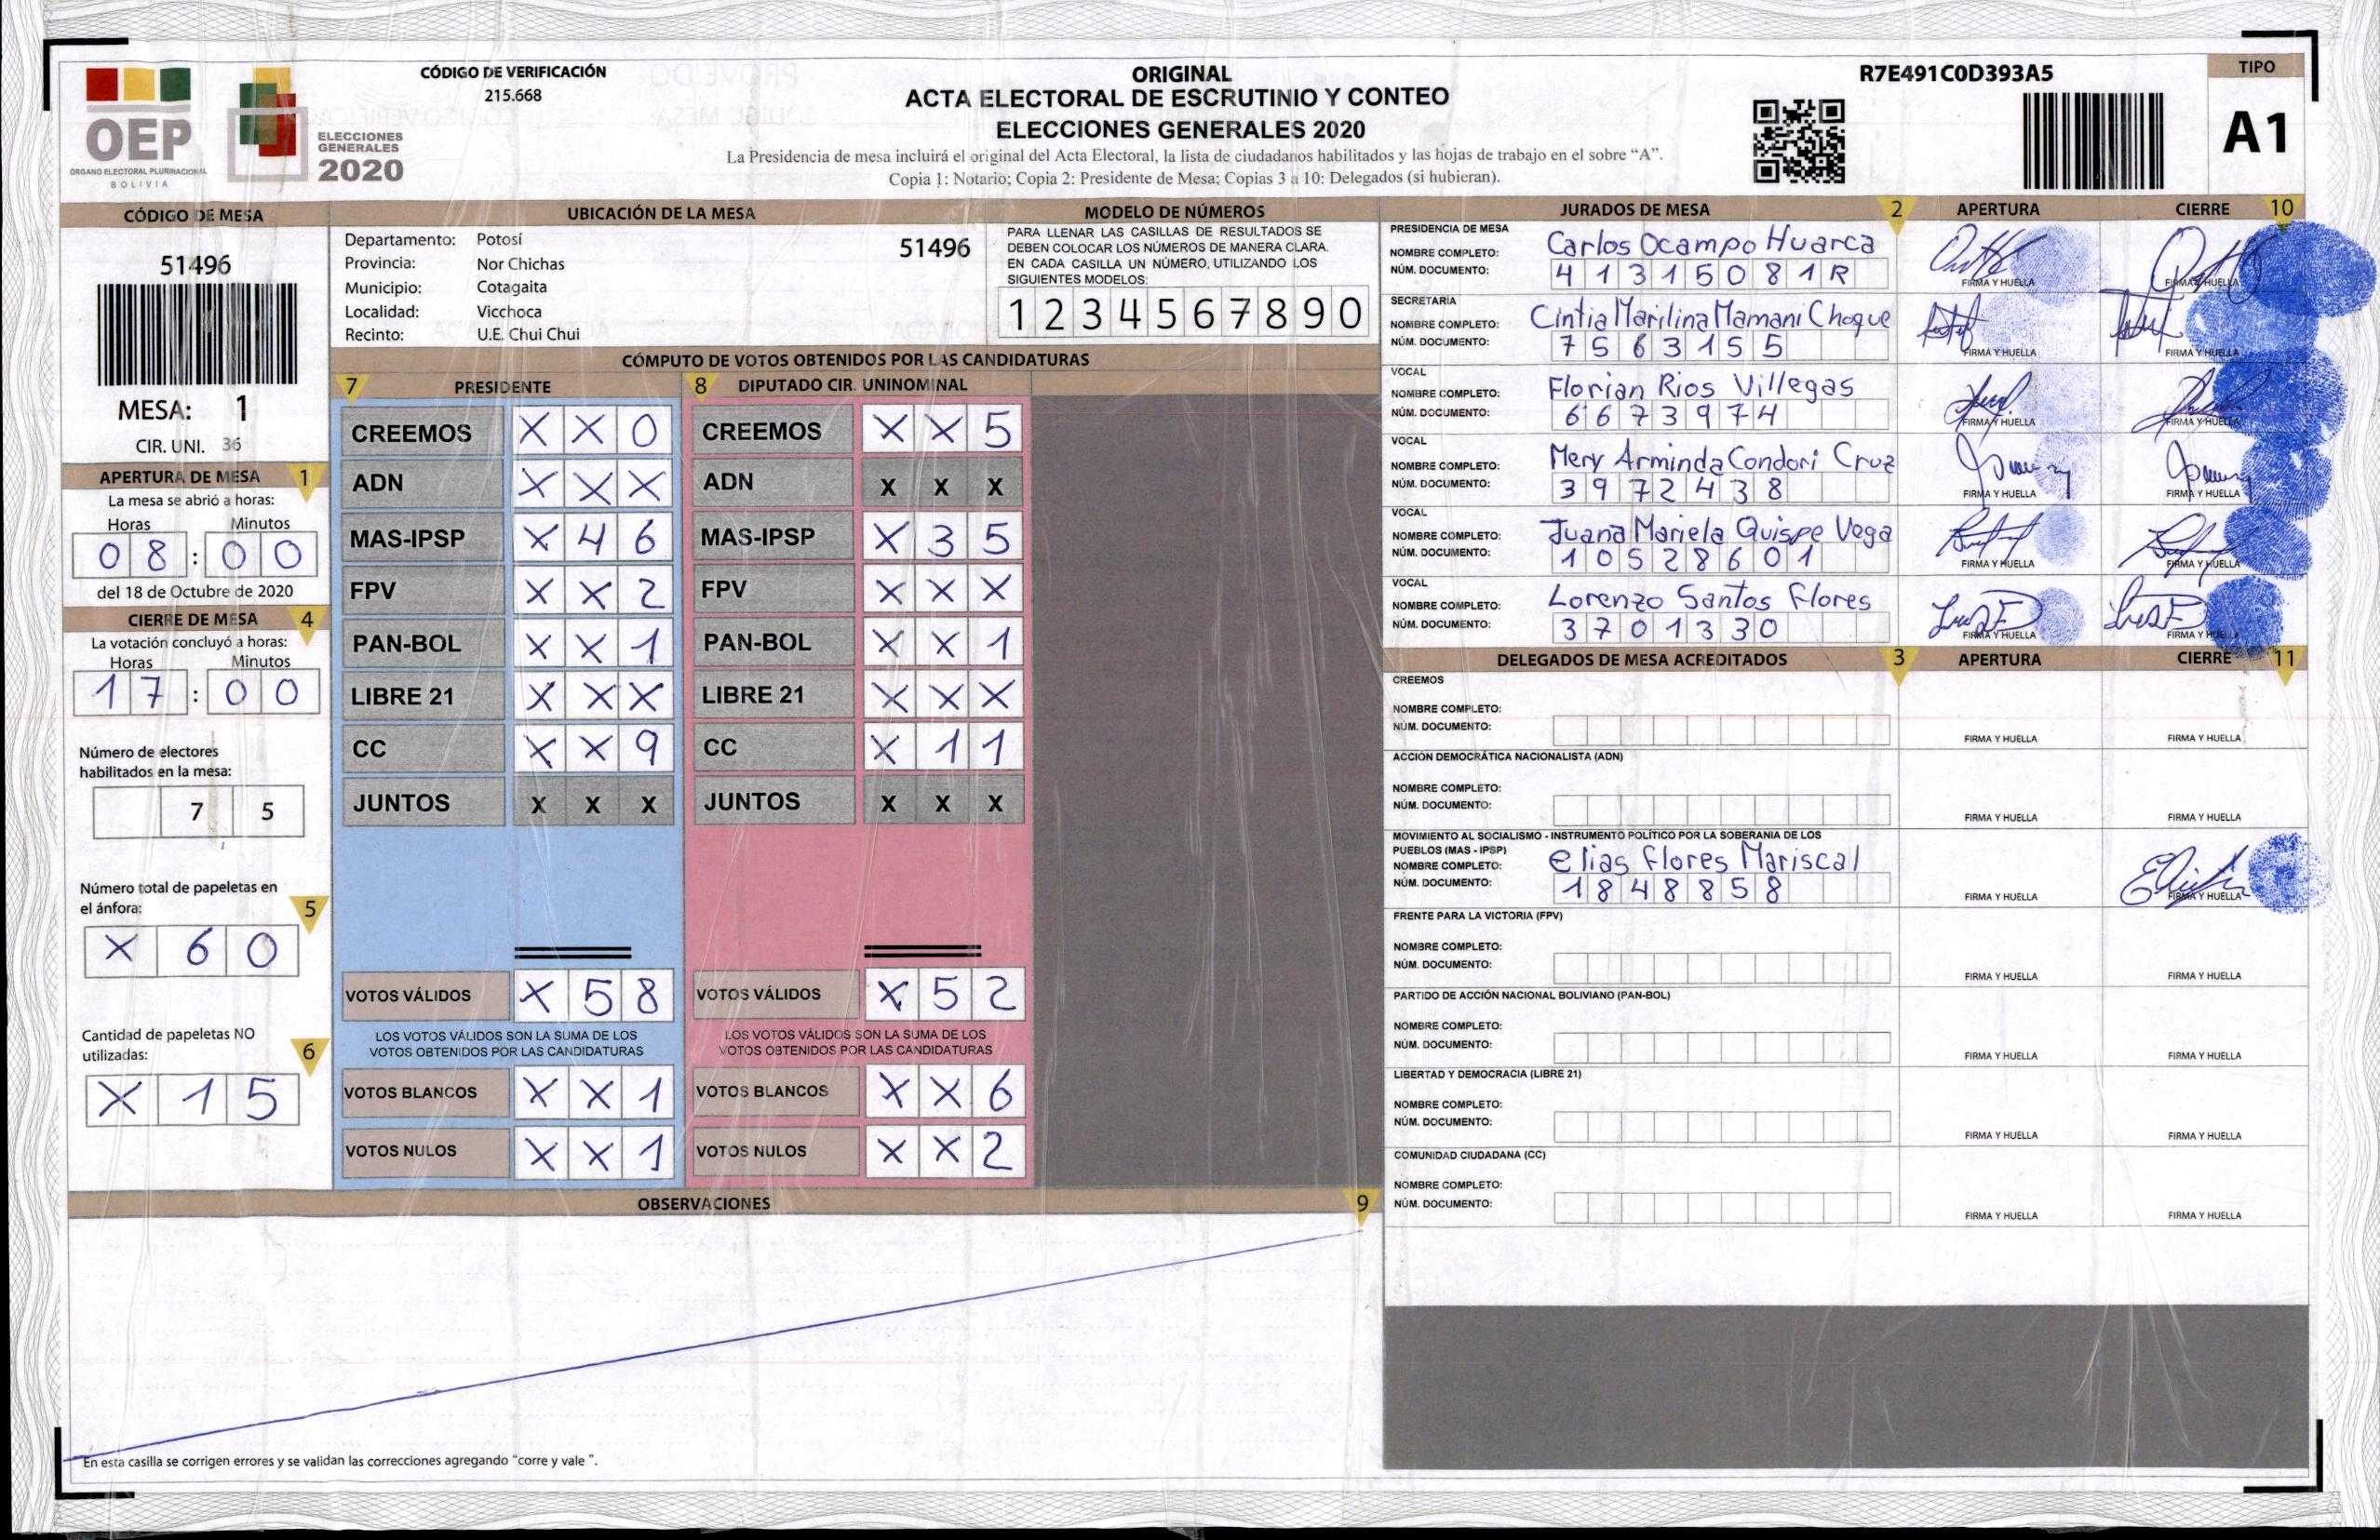 OEP
ÓRGANO ELECTORAL PLURINACIONAL
BOLIVIA
ELECCIONES
GENERALES
2020
CÓDIGO DE VERIFICACIÓN
215.668
ORIGINAL
ACTA ELECTORAL DE ESCRUTINIO Y CONTEO
ELECCIONES GENERALES 2020
La Presidencia de mesa incluirá el original del Acta Electoral, la lista de ciudadanos habilitados y las hojas de trabajo en el sobre “A”.
Copia 1: Notario; Copia 2: Presidente de Mesa; Copias 3 a 10: Delegados (si hubieran).
R7E491C0D393A5
TIPO
A1
CÓDIGO DE MESA
51496
MESA: 1
CIR. UNI. 36
APERTURA DE MESA 1
La mesa se abrió a horas:
Horas Minutos
08 : 00
del 18 de Octubre de 2020
CIERRE DE MESA 4
La votación concluyó a horas:
Horas Minutos
17 : 00
Número de electores
habilitados en la mesa:
7 5
Número total de papeletas en
el ánfora: 5
X 6 0
Cantidad de papeletas NO
utilizadas: 6
X 1 5
UBICACIÓN DE LA MESA
Departamento: Potosí
51496
Provincia: Nor Chichas
Municipio: Cotagaita
Localidad: Vicchoca
Recinto: U.E. Chui Chui
MODELO DE NÚMEROS
PARA LLENAR LAS CASILLAS DE RESULTADOS SE
DEBEN COLOCAR LOS NÚMEROS DE MANERA CLARA.
EN CADA CASILLA UN NÚMERO, UTILIZANDO LOS
SIGUIENTES MODELOS:
1 2 3 4 5 6 7 8 9 0
CÓMPUTO DE VOTOS OBTENIDOS POR LAS CANDIDATURAS
7 PRESIDENTE
CREEMOS X X 0
ADN X X X
MAS-IPSP X 4 6
FPV X X 2
PAN-BOL X X 1
LIBRE 21 X X X
CC X X 9
JUNTOS X X X
VOTOS VÁLIDOS X 5 8
LOS VOTOS VÁLIDOS SON LA SUMA DE LOS
VOTOS OBTENIDOS POR LAS CANDIDATURAS
VOTOS BLANCOS X X 1
VOTOS NULOS X X 1
8 DIPUTADO CIR. UNINOMINAL
CREEMOS X X 5
ADN X X X
MAS-IPSP X 3 5
FPV X X X
PAN-BOL X X 1
LIBRE 21 X X X
CC X 1 1
JUNTOS X X X
VOTOS VÁLIDOS X 5 2
LOS VOTOS VÁLIDOS SON LA SUMA DE LOS
VOTOS OBTENIDOS POR LAS CANDIDATURAS
VOTOS BLANCOS X X 6
VOTOS NULOS X X 2
OBSERVACIONES 9
En esta casilla se corrigen errores y se validan las correcciones agregando “corre y vale ”.
JURADOS DE MESA 2 APERTURA CIERRE 10
PRESIDENCIA DE MESA
NOMBRE COMPLETO: Carlos Ocampo Huarca
NÚM. DOCUMENTO: 41315081R
FIRMA Y HUELLA FIRMA Y HUELLA
SECRETARIA
NOMBRE COMPLETO: Cintia Marilina Mamani Choque
NÚM. DOCUMENTO: 7563155
FIRMA Y HUELLA FIRMA Y HUELLA
VOCAL
NOMBRE COMPLETO: Florian Rios Villegas
NÚM. DOCUMENTO: 6673974
FIRMA Y HUELLA FIRMA Y HUELLA
VOCAL
NOMBRE COMPLETO: Mery Arminda Condori Cruz
NÚM. DOCUMENTO: 3972438
FIRMA Y HUELLA FIRMA Y HUELLA
VOCAL
NOMBRE COMPLETO: Juana Mariela Quispe Vega
NÚM. DOCUMENTO: 10528601
FIRMA Y HUELLA FIRMA Y HUELLA
VOCAL
NOMBRE COMPLETO: Lorenzo Santos Flores
NÚM. DOCUMENTO: 3701330
FIRMA Y HUELLA FIRMA Y HUELLA
DELEGADOS DE MESA ACREDITADOS 3 APERTURA CIERRE 11
CREEMOS
NOMBRE COMPLETO:
NÚM. DOCUMENTO:
FIRMA Y HUELLA FIRMA Y HUELLA
ACCIÓN DEMOCRÁTICA NACIONALISTA (ADN)
NOMBRE COMPLETO:
NÚM. DOCUMENTO:
FIRMA Y HUELLA FIRMA Y HUELLA
MOVIMIENTO AL SOCIALISMO - INSTRUMENTO POLÍTICO POR LA SOBERANIA DE LOS
PUEBLOS (MAS - IPSP)
NOMBRE COMPLETO: Elias Flores Mariscal
NÚM. DOCUMENTO: 1848858
FIRMA Y HUELLA FIRMA Y HUELLA
FRENTE PARA LA VICTORIA (FPV)
NOMBRE COMPLETO:
NÚM. DOCUMENTO:
FIRMA Y HUELLA FIRMA Y HUELLA
PARTIDO DE ACCIÓN NACIONAL BOLIVIANO (PAN-BOL)
NOMBRE COMPLETO:
NÚM. DOCUMENTO:
FIRMA Y HUELLA FIRMA Y HUELLA
LIBERTAD Y DEMOCRACIA (LIBRE 21)
NOMBRE COMPLETO:
NÚM. DOCUMENTO:
FIRMA Y HUELLA FIRMA Y HUELLA
COMUNIDAD CIUDADANA (CC)
NOMBRE COMPLETO:
NÚM. DOCUMENTO:
FIRMA Y HUELLA FIRMA Y HUELLA